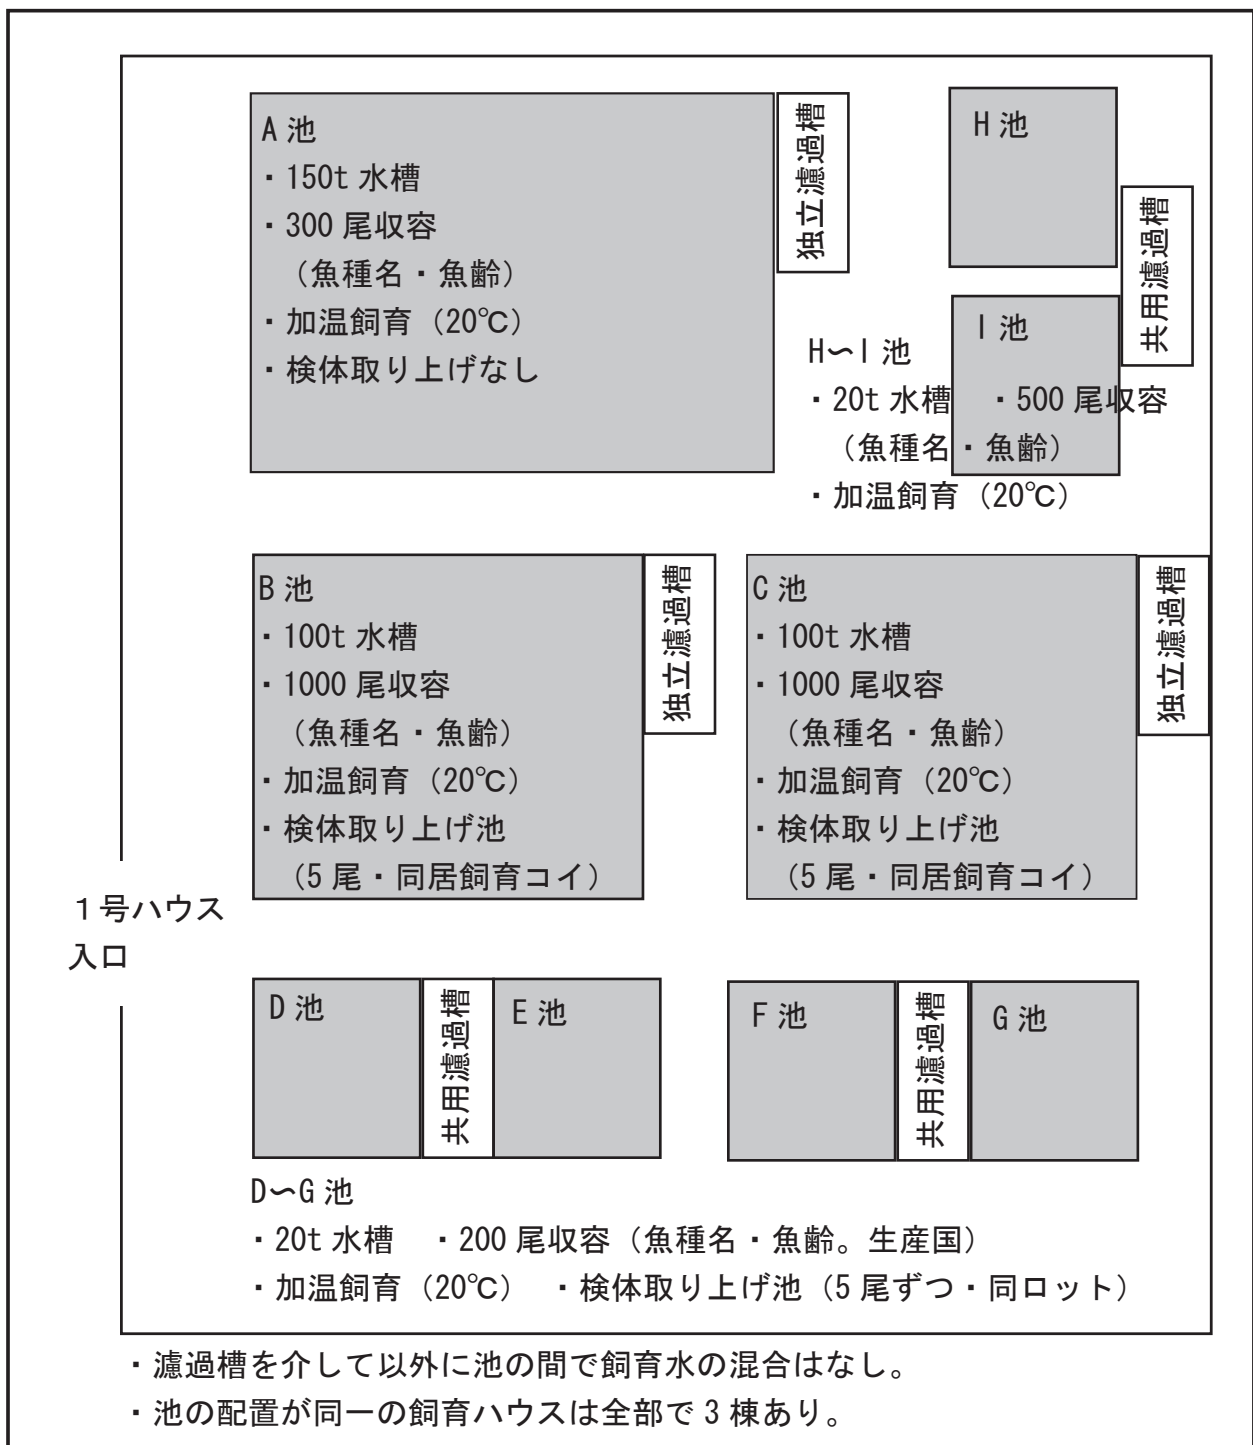 A池
・150t 水槽
・300 尾収容
（魚種名・魚齢）
・加温飼育（20℃）
・検体取り上げなし
独立濾過槽
H池
共用濾過槽
I池
H〜I池
・20t 水槽　・500 尾収容
（魚種名・魚齢）
・加温飼育（20℃）
B池
・100t 水槽
・1000 尾収容
（魚種名・魚齢）
・加温飼育（20℃）
・検体取り上げ池
（5尾・同居飼育コイ）
独立濾過槽
C池
・100t 水槽
・1000 尾収容
（魚種名・魚齢）
・加温飼育（20℃）
・検体取り上げ池
（5尾・同居飼育コイ）
独立濾過槽
１号ハウス
入口
D池
共用濾過槽
E池
F池
共用濾過槽
G池
D〜G池
・20t 水槽　・200 尾収容（魚種名・魚齢。生産国）
・加温飼育（20℃）　・検体取り上げ池（5尾ずつ・同ロット）
・濾過槽を介して以外に池の間で飼育水の混合はなし。
・池の配置が同一の飼育ハウスは全部で3棟あり。